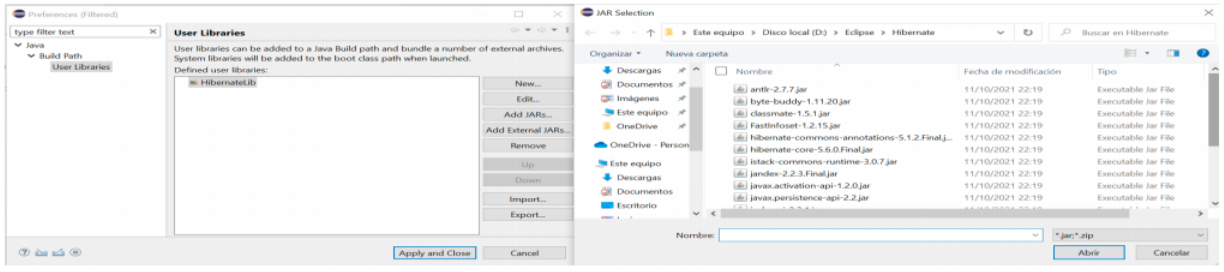 Preferences (Filtered)
type filter text
Java
Build Path
User Libraries
User Libraries
User libraries can be added to a Java Build path and bundle a number of external archives.
System libraries will be added to the boot class path when launched.
Defined user libraries:
HibernateLib
New...
Edit...
Add JARs...
Add External JARs...
Remove
Up
Down
Import...
Export...
Apply and Close
Cancel
JAR Selection
Este equipo > Disco local (D:) > Eclipse > Hibernate
Buscar en Hibernate
Organizar
Nueva carpeta
Descargas
Documentos
Imágenes
Este equipo
OneDrive
OneDrive - Person
Este equipo
Descargas
Documentos
Escritorio
Nombre Fecha de modificación Tipo
antlr-2.7.7.jar 11/10/2021 22:19 Executable Jar File
byte-buddy-1.11.20.jar 11/10/2021 22:19 Executable Jar File
classmate-1.5.1.jar 11/10/2021 22:19 Executable Jar File
FastInfoset-1.2.15.jar 11/10/2021 22:19 Executable Jar File
hibernate-commons-annotations-5.1.2.Final.j... 11/10/2021 22:19 Executable Jar File
hibernate-core-5.6.0.Final.jar 11/10/2021 22:19 Executable Jar File
istack-commons-runtime-3.0.7.jar 11/10/2021 22:19 Executable Jar File
jandex-2.2.3.Final.jar 11/10/2021 22:19 Executable Jar File
javax.activation-api-1.2.0.jar 11/10/2021 22:19 Executable Jar File
javax.persistence-api-2.2.jar 11/10/2021 22:19 Executable Jar File
Nombre:
*.jar;*.zip
Abrir
Cancelar